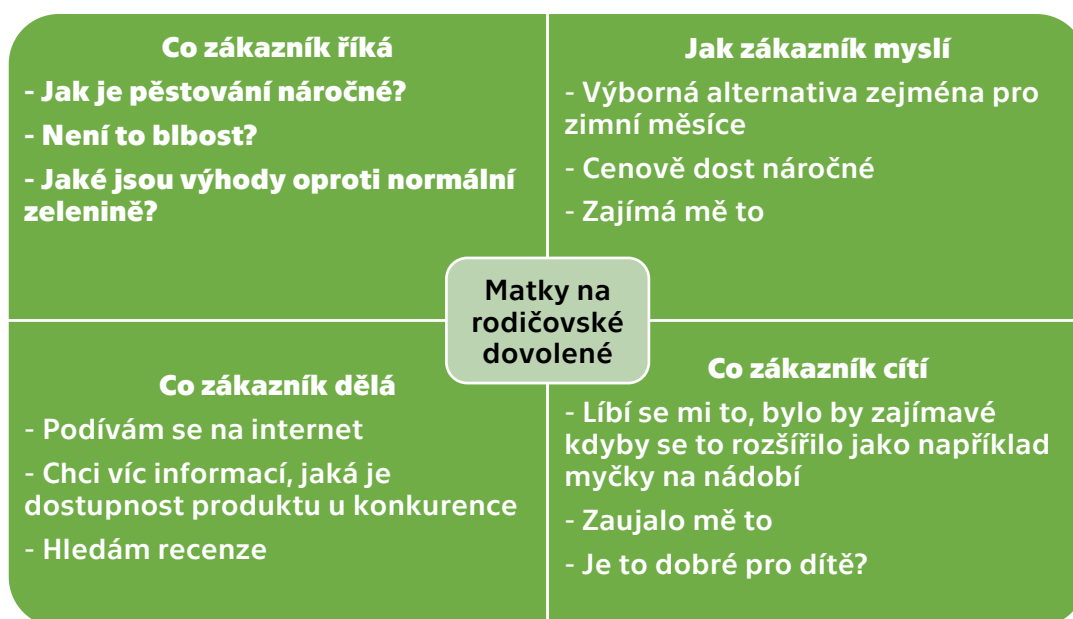 Co zákazník říká
- Jak je pěstování náročné?
- Není to blbost?
- Jaké jsou výhody oproti normální
zelenině?
Jak zákazník myslí
- Výborná alternativa zejména pro
zimní měsíce
- Cenově dost náročné
- Zajímá mě to
Matky na
rodičovské
dovolené
Co zákazník dělá
- Podívám se na internet
- Chci víc informací, jaká je
dostupnost produktu u konkurence
- Hledám recenze
Co zákazník cítí
- Líbí se mi to, bylo by zajímavé
kdyby se to rozšířilo jako například
myčky na nádobí
- Zaujalo mě to
- Je to dobré pro dítě?